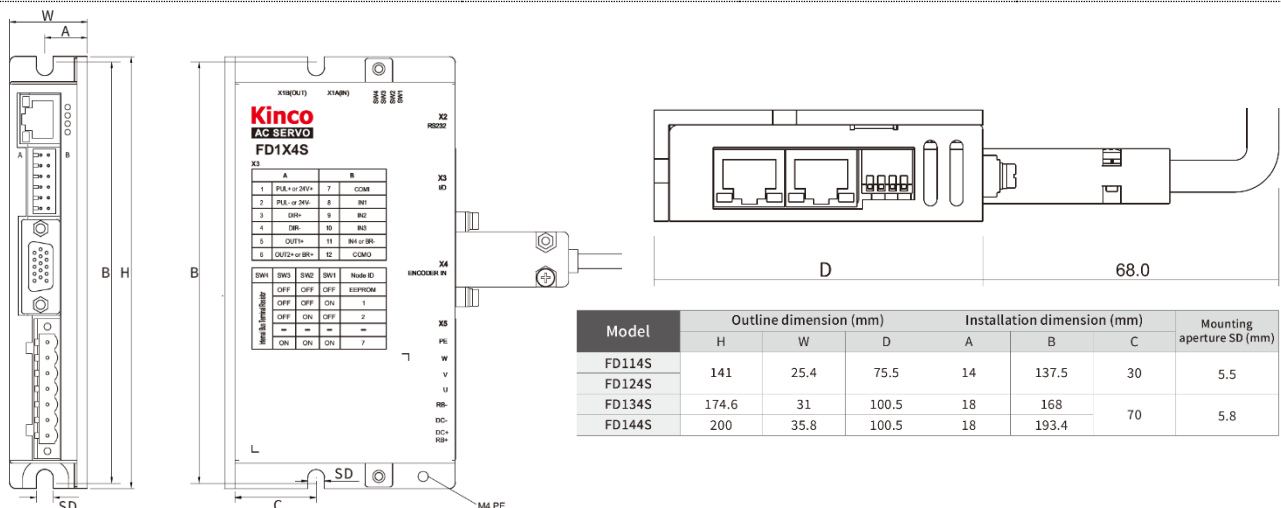 W
A
A B
B H
SD
X1B(OUT) X1A(IN)
SW4 SW3 SW2 SW1
Kinco
AC SERVO
FD1X4S
X2
RS232
X3
A B
1 PUL+ or 24V+ 7 COMI
2 PUL- or 24V- 8 IN1
3 DIR+ 9 IN2
4 DIR- 10 IN3
5 OUT1+ 11 IN4 or BR-
6 OUT2+ or BR+ 12 COMO
X3
I/O
SW4 SW3 SW2 SW1 Node ID
Internal Bus Terminal Resistor
OFF OFF OFF EEPROM
OFF OFF ON 1
OFF ON OFF 2
– – – –
ON ON ON 7
X4
ENCODER IN
X5
PE
W
V
U
RB-
DC-
DC+
RB+
B
SD
C
M4 PE
D 68.0
Model Outline dimension (mm) Installation dimension (mm) Mounting aperture SD (mm)
H W D A B C
FD114S 141 25.4 75.5 14 137.5 30 5.5
FD124S
FD134S 174.6 31 100.5 18 168 70 5.8
FD144S 200 35.8 100.5 18 193.4